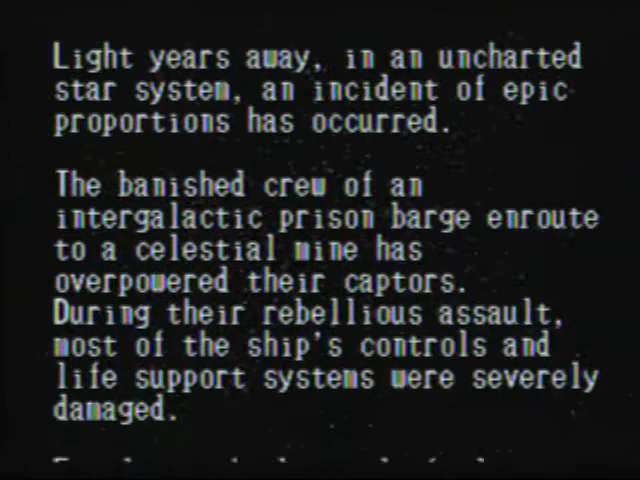 Light years away, in an uncharted
star system, an incident of epic
proportions has occurred.
The banished crew of an
intergalactic prison barge enroute
to a celestial mine has
overpowered their captors.
During their rebellious assault,
most of the ship's controls and
life support systems were severely
damaged.